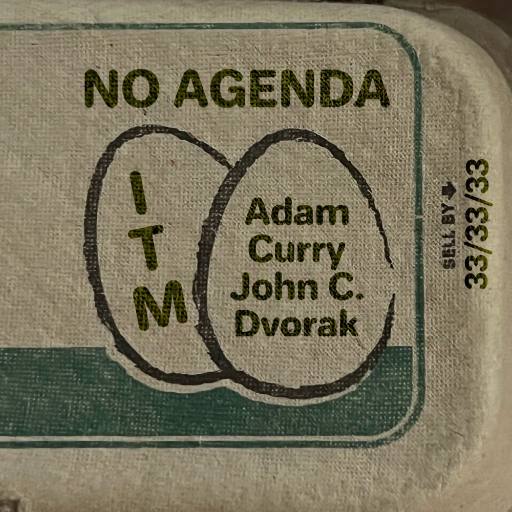 NO AGENDA
I
T
M
Adam
Curry
John C.
Dvorak
SELL BY
33/33/33